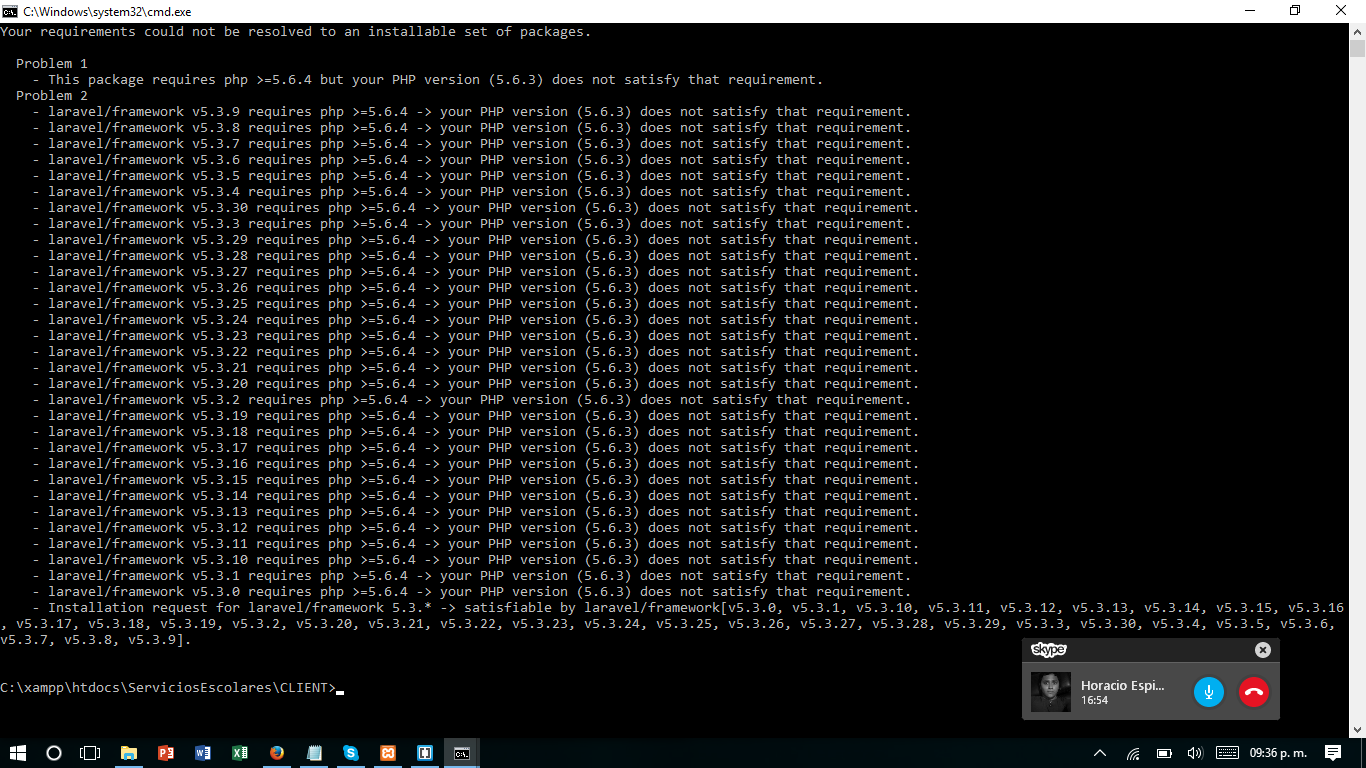 C:\Windows\system32\cmd.exe
Your requirements could not be resolved to an installable set of packages.
Problem 1
- This package requires php >=5.6.4 but your PHP version (5.6.3) does not satisfy that requirement.
Problem 2
- laravel/framework v5.3.9 requires php >=5.6.4 -> your PHP version (5.6.3) does not satisfy that requirement.
- laravel/framework v5.3.8 requires php >=5.6.4 -> your PHP version (5.6.3) does not satisfy that requirement.
- laravel/framework v5.3.7 requires php >=5.6.4 -> your PHP version (5.6.3) does not satisfy that requirement.
- laravel/framework v5.3.6 requires php >=5.6.4 -> your PHP version (5.6.3) does not satisfy that requirement.
- laravel/framework v5.3.5 requires php >=5.6.4 -> your PHP version (5.6.3) does not satisfy that requirement.
- laravel/framework v5.3.4 requires php >=5.6.4 -> your PHP version (5.6.3) does not satisfy that requirement.
- laravel/framework v5.3.30 requires php >=5.6.4 -> your PHP version (5.6.3) does not satisfy that requirement.
- laravel/framework v5.3.3 requires php >=5.6.4 -> your PHP version (5.6.3) does not satisfy that requirement.
- laravel/framework v5.3.29 requires php >=5.6.4 -> your PHP version (5.6.3) does not satisfy that requirement.
- laravel/framework v5.3.28 requires php >=5.6.4 -> your PHP version (5.6.3) does not satisfy that requirement.
- laravel/framework v5.3.27 requires php >=5.6.4 -> your PHP version (5.6.3) does not satisfy that requirement.
- laravel/framework v5.3.26 requires php >=5.6.4 -> your PHP version (5.6.3) does not satisfy that requirement.
- laravel/framework v5.3.25 requires php >=5.6.4 -> your PHP version (5.6.3) does not satisfy that requirement.
- laravel/framework v5.3.24 requires php >=5.6.4 -> your PHP version (5.6.3) does not satisfy that requirement.
- laravel/framework v5.3.23 requires php >=5.6.4 -> your PHP version (5.6.3) does not satisfy that requirement.
- laravel/framework v5.3.22 requires php >=5.6.4 -> your PHP version (5.6.3) does not satisfy that requirement.
- laravel/framework v5.3.21 requires php >=5.6.4 -> your PHP version (5.6.3) does not satisfy that requirement.
- laravel/framework v5.3.20 requires php >=5.6.4 -> your PHP version (5.6.3) does not satisfy that requirement.
- laravel/framework v5.3.2 requires php >=5.6.4 -> your PHP version (5.6.3) does not satisfy that requirement.
- laravel/framework v5.3.19 requires php >=5.6.4 -> your PHP version (5.6.3) does not satisfy that requirement.
- laravel/framework v5.3.18 requires php >=5.6.4 -> your PHP version (5.6.3) does not satisfy that requirement.
- laravel/framework v5.3.17 requires php >=5.6.4 -> your PHP version (5.6.3) does not satisfy that requirement.
- laravel/framework v5.3.16 requires php >=5.6.4 -> your PHP version (5.6.3) does not satisfy that requirement.
- laravel/framework v5.3.15 requires php >=5.6.4 -> your PHP version (5.6.3) does not satisfy that requirement.
- laravel/framework v5.3.14 requires php >=5.6.4 -> your PHP version (5.6.3) does not satisfy that requirement.
- laravel/framework v5.3.13 requires php >=5.6.4 -> your PHP version (5.6.3) does not satisfy that requirement.
- laravel/framework v5.3.12 requires php >=5.6.4 -> your PHP version (5.6.3) does not satisfy that requirement.
- laravel/framework v5.3.11 requires php >=5.6.4 -> your PHP version (5.6.3) does not satisfy that requirement.
- laravel/framework v5.3.10 requires php >=5.6.4 -> your PHP version (5.6.3) does not satisfy that requirement.
- laravel/framework v5.3.1 requires php >=5.6.4 -> your PHP version (5.6.3) does not satisfy that requirement.
- laravel/framework v5.3.0 requires php >=5.6.4 -> your PHP version (5.6.3) does not satisfy that requirement.
- Installation request for laravel/framework 5.3.* -> satisfiable by laravel/framework[v5.3.0, v5.3.1, v5.3.10, v5.3.11, v5.3.12, v5.3.13, v5.3.14, v5.3.15, v5.3.16
, v5.3.17, v5.3.18, v5.3.19, v5.3.2, v5.3.20, v5.3.21, v5.3.22, v5.3.23, v5.3.24, v5.3.25, v5.3.26, v5.3.27, v5.3.28, v5.3.29, v5.3.3, v5.3.30, v5.3.4, v5.3.5, v5.3.6,
v5.3.7, v5.3.8, v5.3.9].
skype
Horacio Espi...
16:54
C:\xampp\htdocs\ServiciosEscolares\CLIENT>
09:36 p. m.